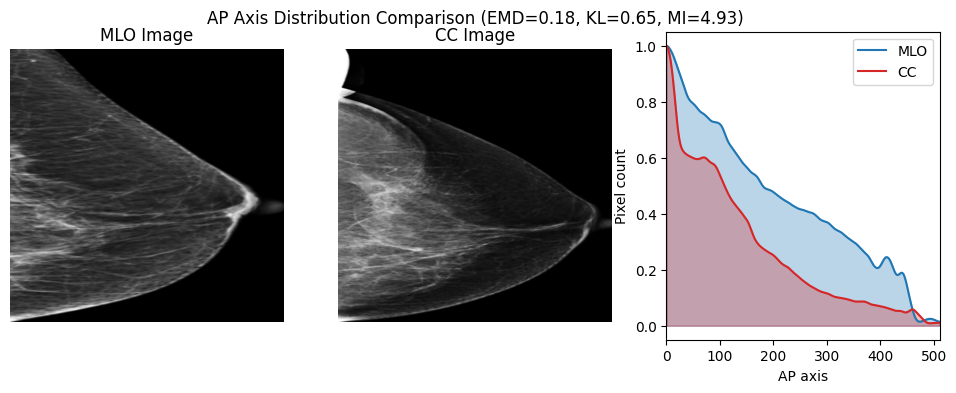 AP Axis Distribution Comparison (EMD=0.18, KL=0.65, MI=4.93)
MLO Image
CC Image
MLO
CC
Pixel count
1.0
0.8
0.6
0.4
0.2
0.0
0 100 200 300 400 500
AP axis